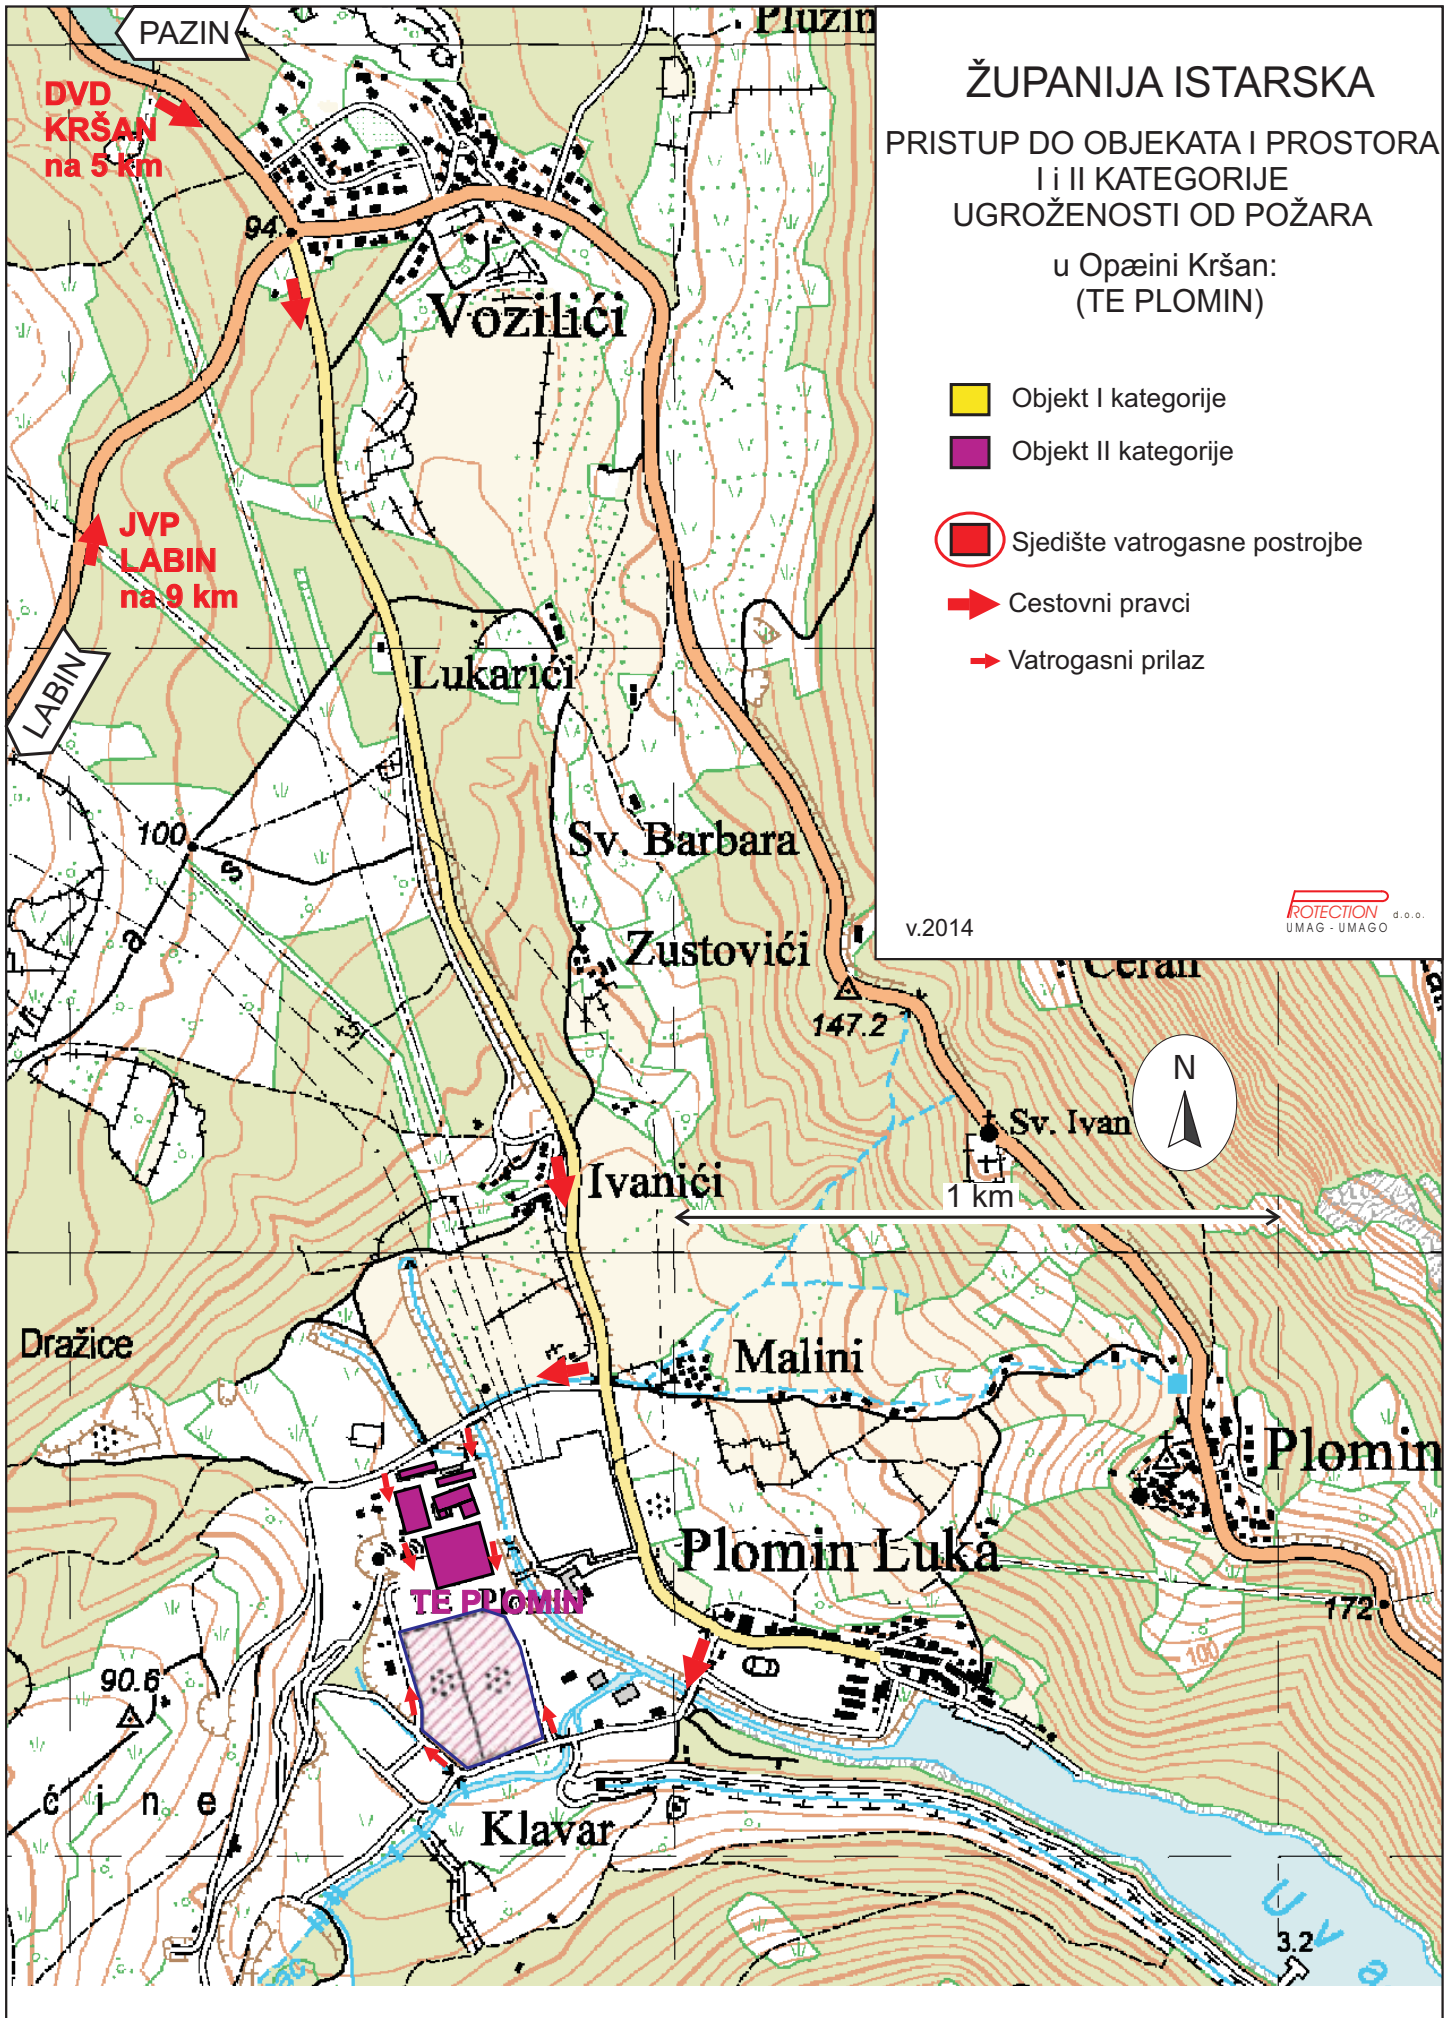 PAZIN
DVD
KRŠAN
na 5 km
94
Vozilići
JVP
LABIN
na 9 km
LABIN
Lukarići
100
s
a
Sv. Barbara
Zustovići
147.2
Sv. Ivan
N
1 km
Ivanići
Dražice
Malini
Plomin
Plomin Luka
TE PLOMIN
172
100
90.6
ć i n e
Klavar
U v a
3.2
ŽUPANIJA ISTARSKA
PRISTUP DO OBJEKATA I PROSTORA
I i II KATEGORIJE
UGROŽENOSTI OD POŽARA
u Opæini Kršan:
(TE PLOMIN)
Objekt I kategorije
Objekt II kategorije
Sjedište vatrogasne postrojbe
Cestovni pravci
Vatrogasni prilaz
v.2014
PROTECTION d.o.o.
UMAG - UMAGO